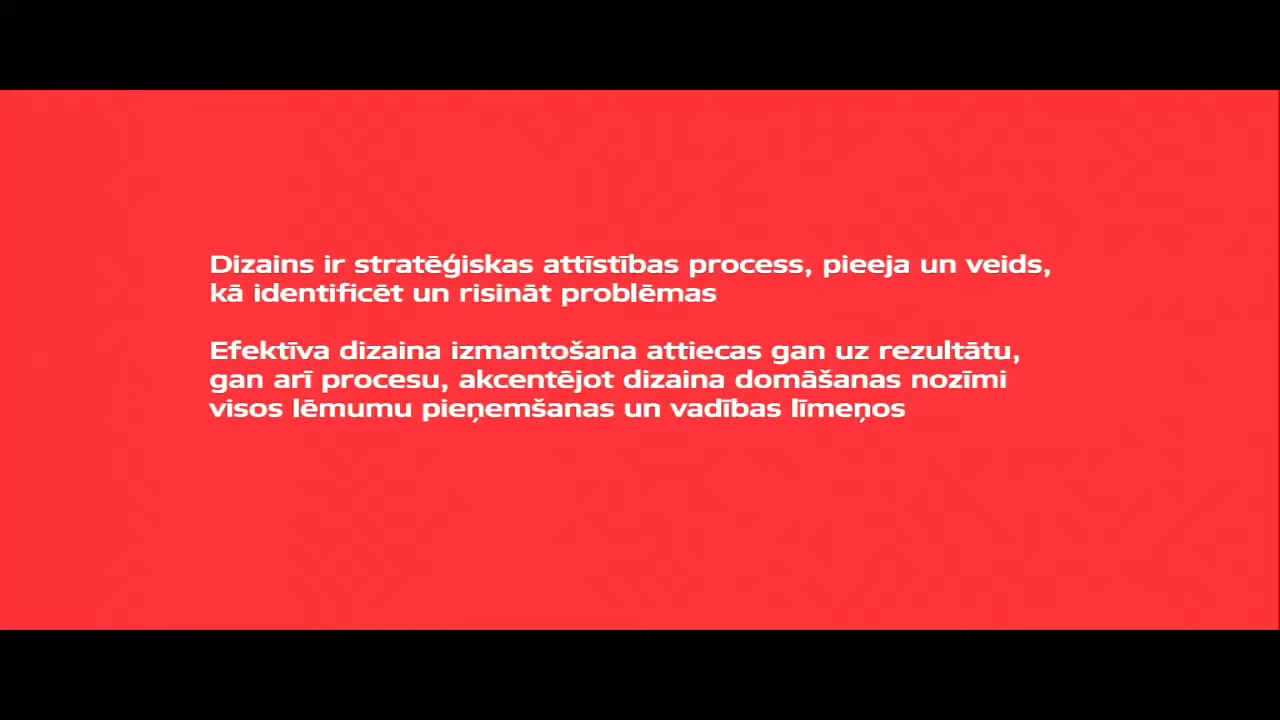 Dizains ir stratēģiskas attīstības process, pieeja un veids,
kā identificēt un risināt problēmas
Efektīva dizaina izmantošana attiecas gan uz rezultātu,
gan arī procesu, akcentējot dizaina domāšanas nozīmi
visos lēmumu pieņemšanas un vadības līmeņos